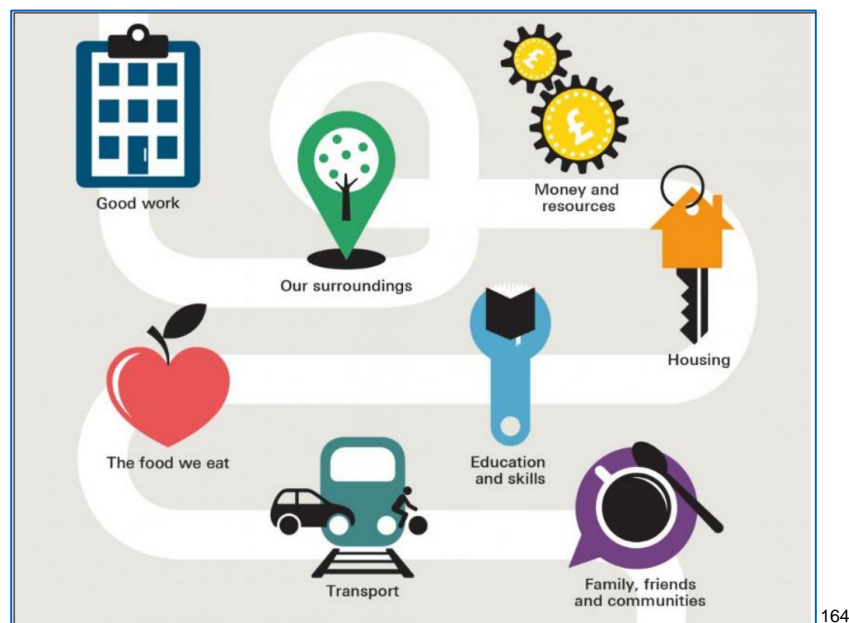 Good work
£
£
Money and
resources
Our surroundings
Housing
The food we eat
Education
and skills
Transport
Family, friends
and communities
164